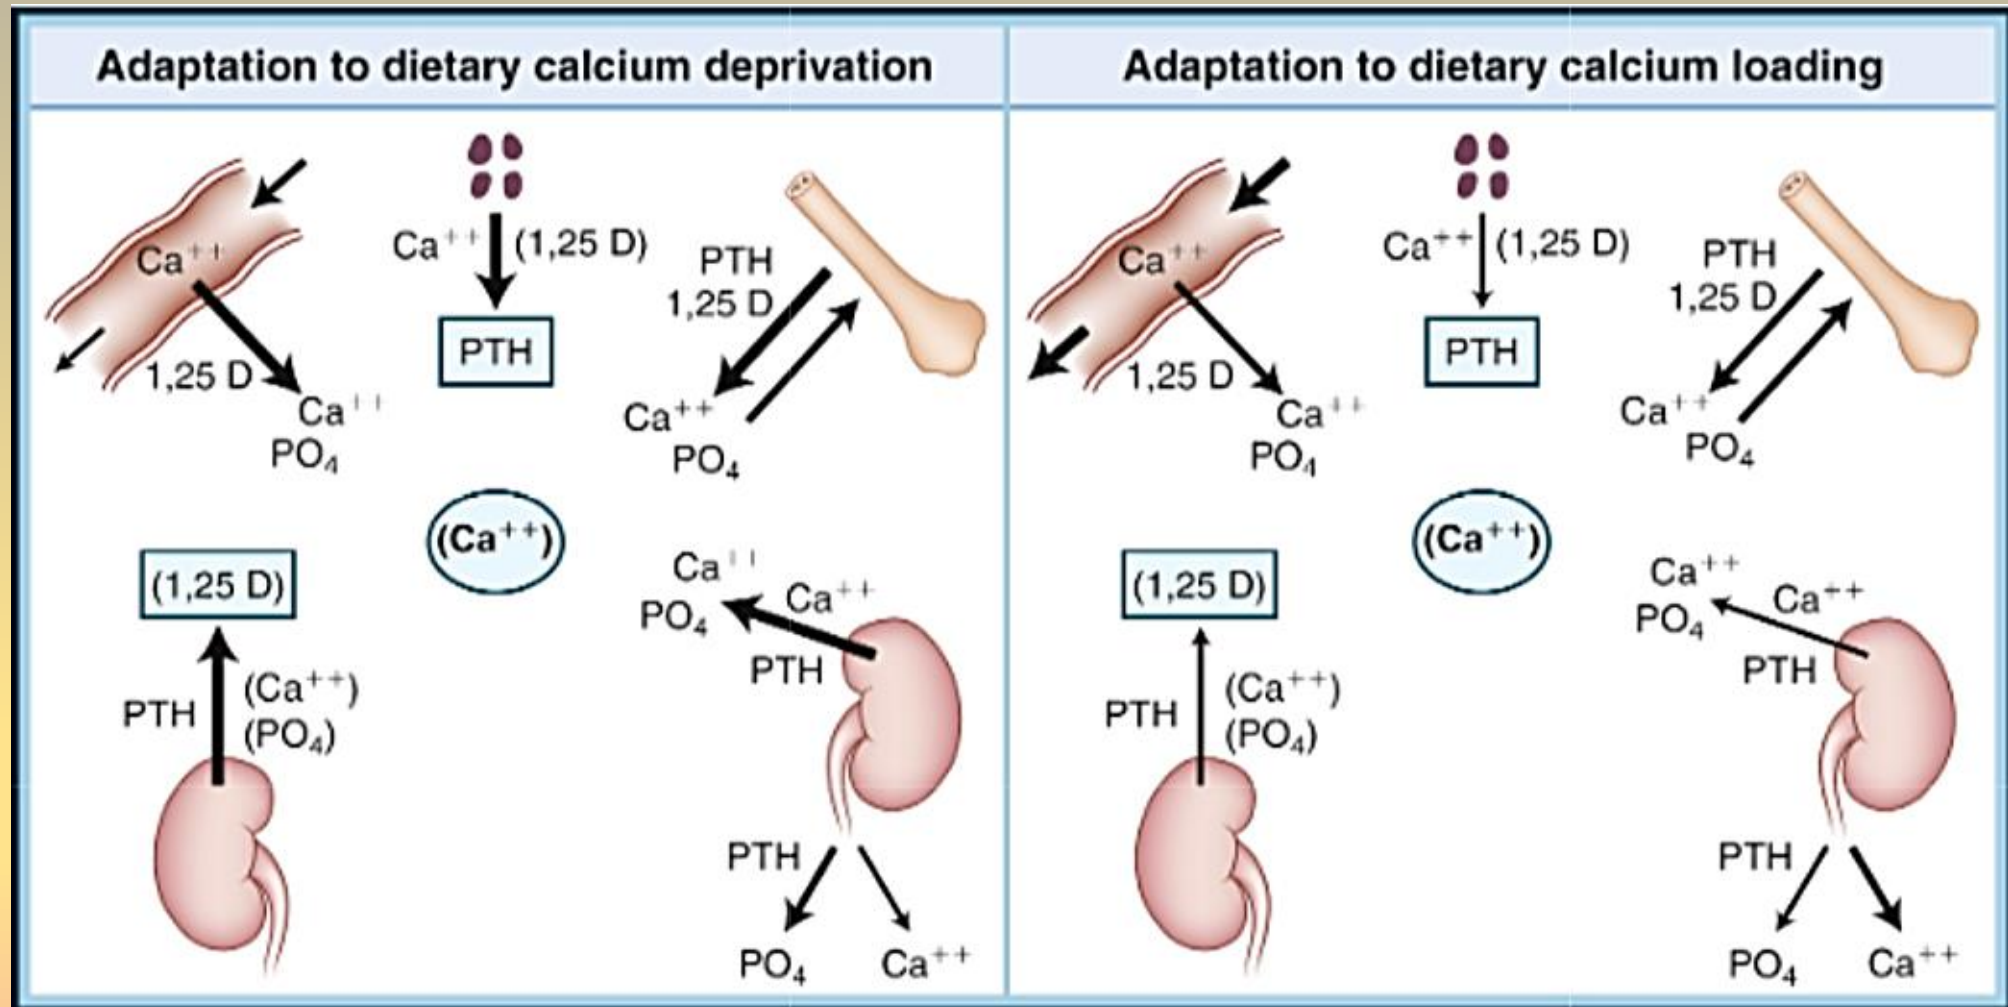 Adaptation to dietary calcium deprivation
Ca++
1,25 D
Ca++
PO4
Ca++ (1,25 D)
PTH
PTH
1,25 D
Ca++
PO4
(Ca++)
(1,25 D)
PTH
(Ca++)
(PO4)
Ca++
PO4
Ca++
PTH
PTH
PO4
Ca++
Adaptation to dietary calcium loading
Ca++
1,25 D
Ca++
PO4
Ca++ (1,25 D)
PTH
PTH
1,25 D
Ca++
PO4
(Ca++)
(1,25 D)
PTH
(Ca++)
(PO4)
Ca++
PO4
Ca++
PTH
PTH
PO4
Ca++